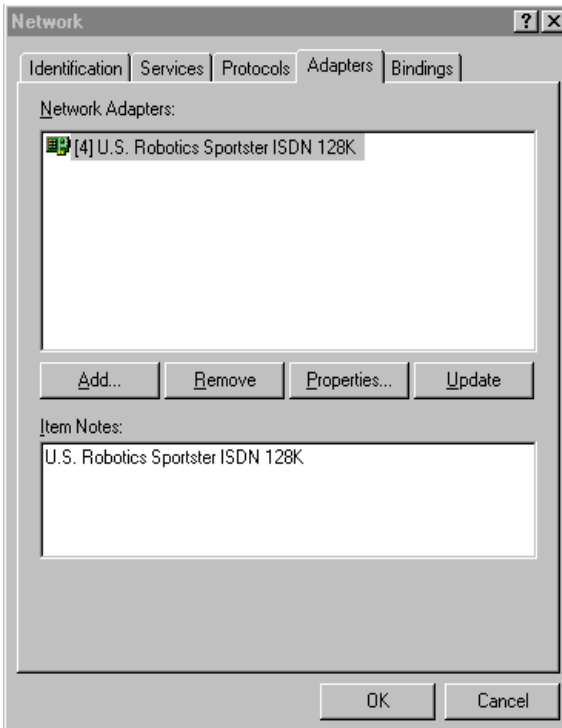 Network
Identification Services Protocols Adapters Bindings
Network Adapters:
[4] U.S. Robotics Sportster ISDN 128K
Add... Remove Properties... Update
Item Notes:
U.S. Robotics Sportster ISDN 128K
OK Cancel